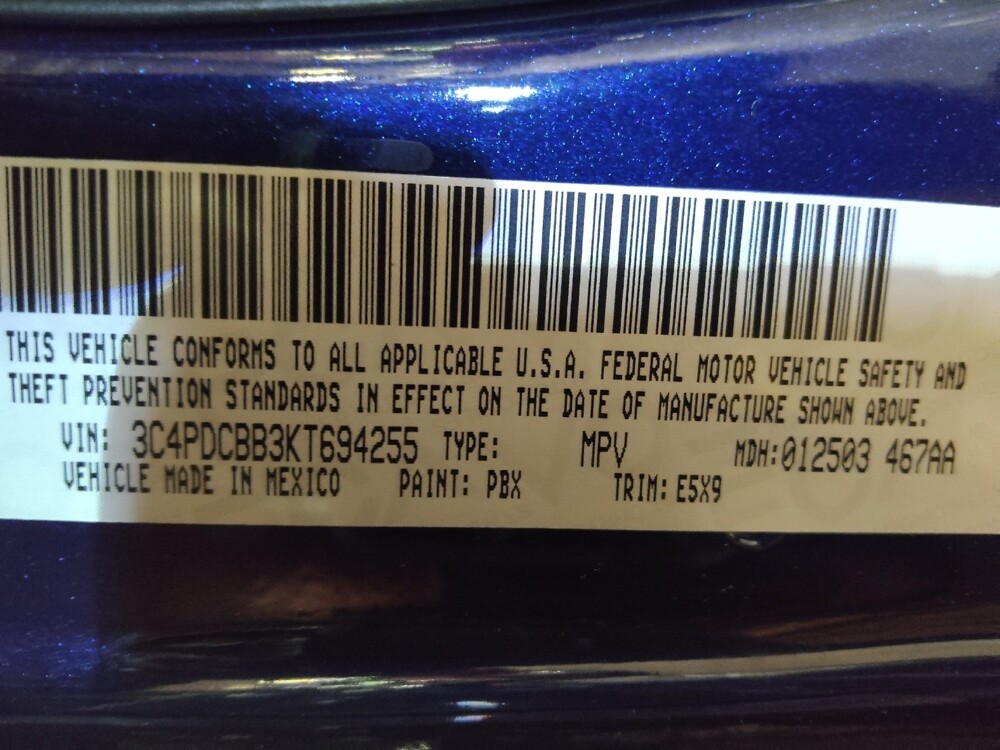 THIS VEHICLE CONFORMS TO ALL APPLICABLE U.S.A. FEDERAL MOTOR VEHICLE SAFETY AND
THEFT PREVENTION STANDARDS IN EFFECT ON THE DATE OF MANUFACTURE SHOWN ABOVE.
VIN: 3C4PDCBB3KT694255 TYPE: MPV MDH:012503 467AA
VEHICLE MADE IN MEXICO PAINT: PBX TRIM: E5X9